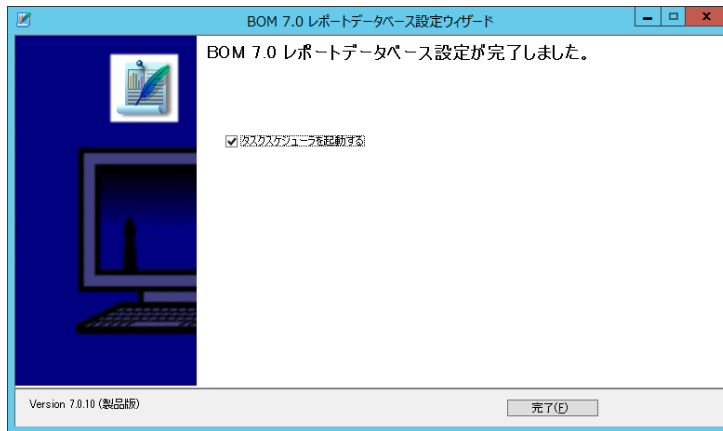 BOM 7.0 レポートデータベース設定ウィザード
BOM 7.0 レポートデータベース設定が完了しました。
タスクスケジューラを起動する
Version 7.0.10 (製品版)
完了(F)